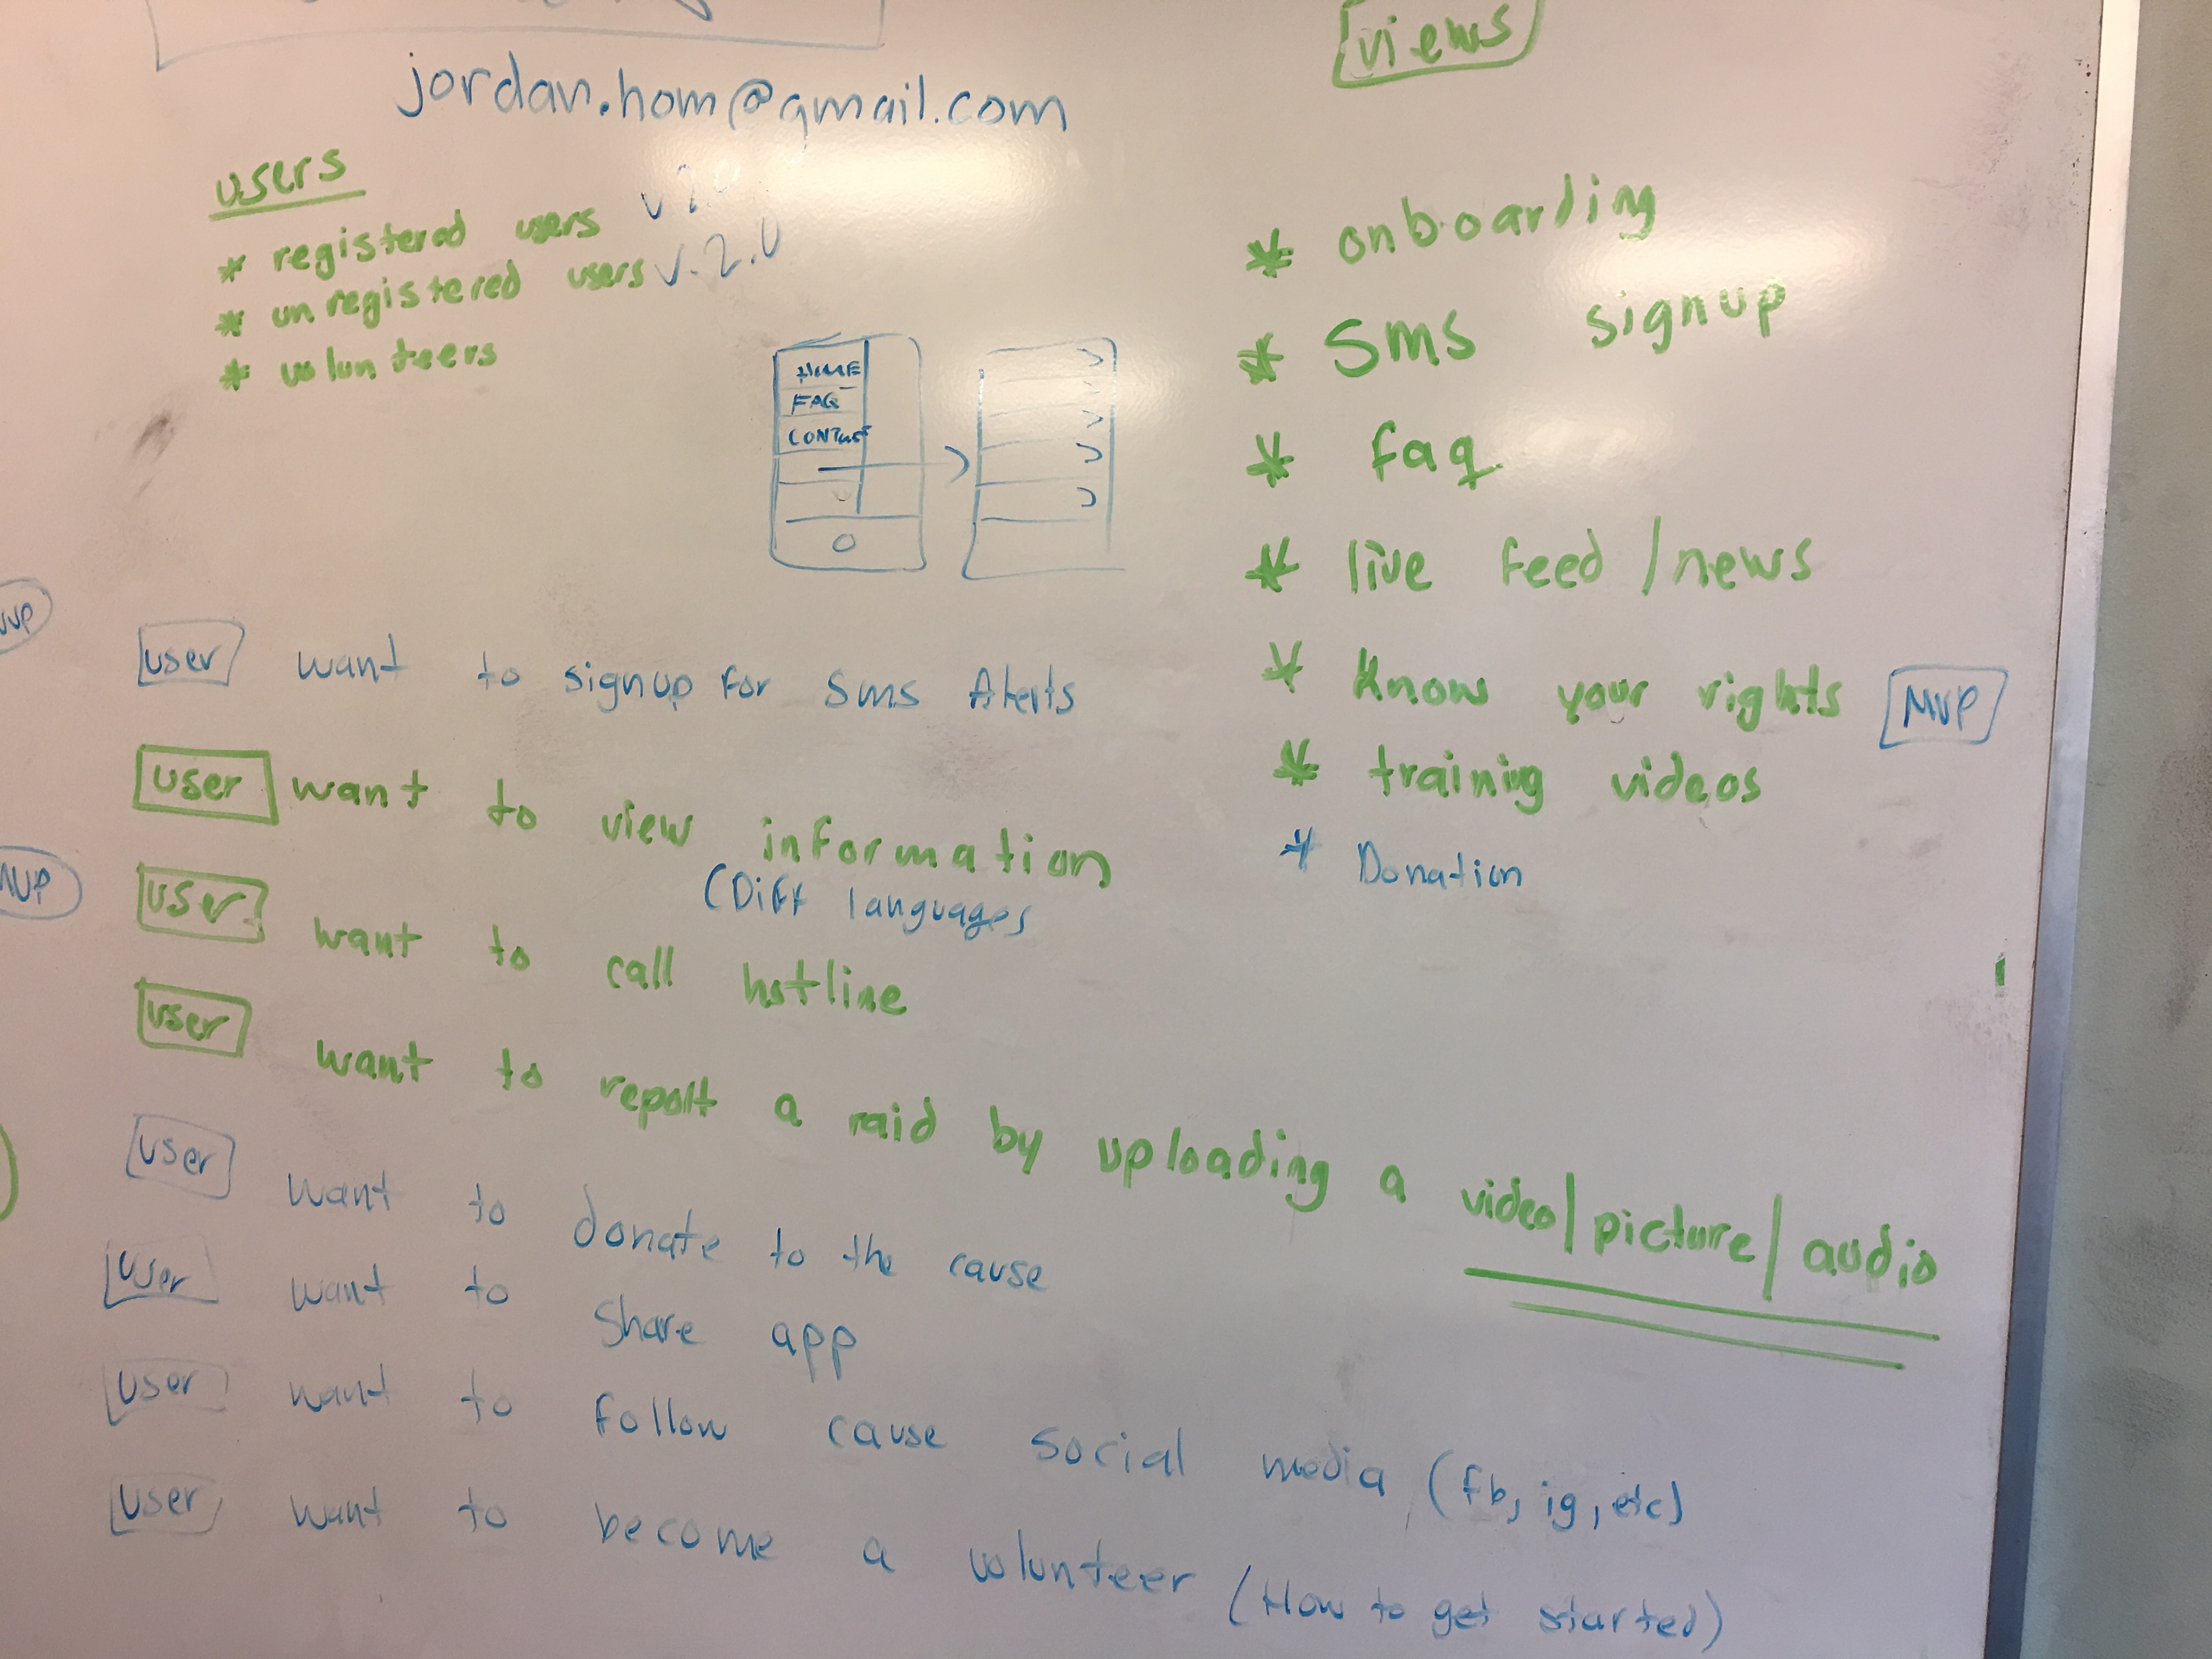 jordan.hom@gmail.com
users
* registered users
* unregistered users v.2.0
* volunteers
HOME
FAQ
CONTACT
user want to signup for SMS Alerts
user want to view information
(Diff languages
MVP
user want to call hotline
user want to report a raid by uploading a video/picture/audio
user want to donate to the cause
user want to share app
user want to follow cause social media (fb, ig, etc)
user want to become a volunteer (How to get started)
views
* onboarding
* SMS signup
* faq
* live feed/news
* Know your rights MVP
* training videos
* Donation